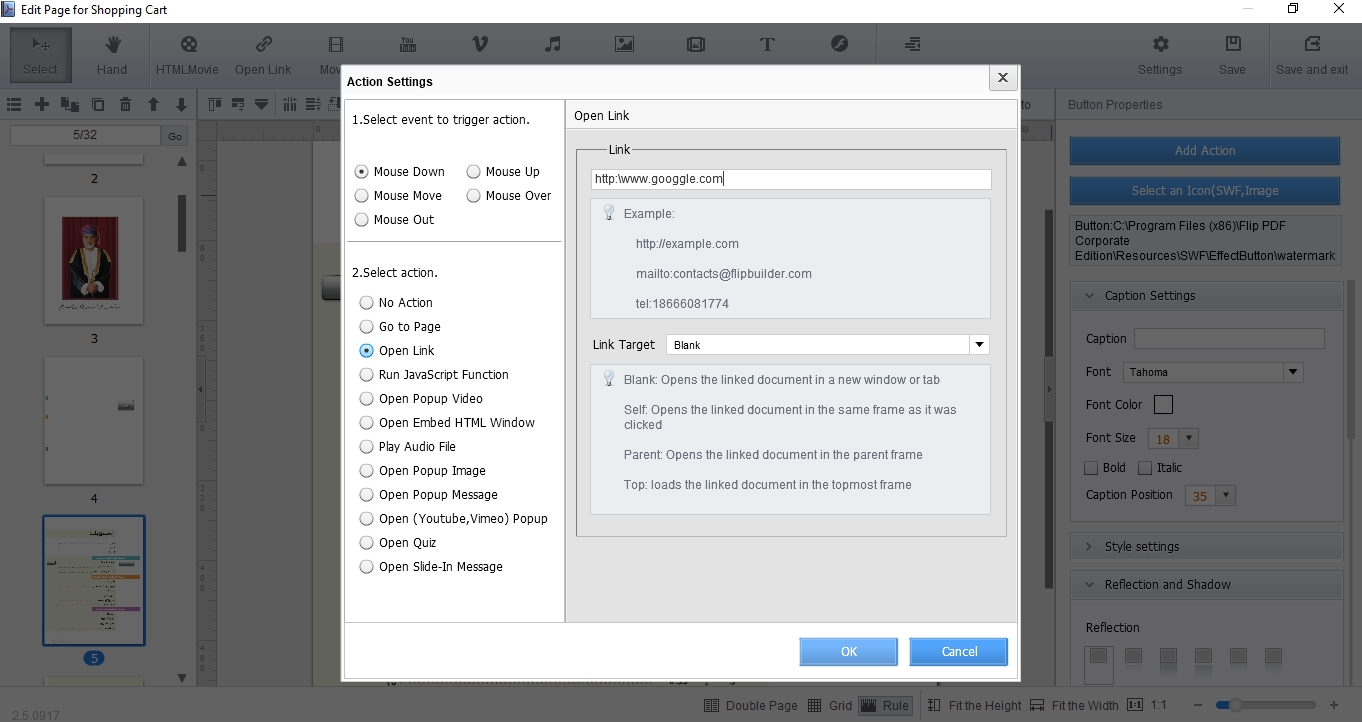 Edit Page for Shopping Cart
Select
Hand
HTMLMovie
Open Link
You
Tube
T
Settings
Save
Save and exit
5/32
Go
2
3
4
5
2.5.0917
Action Settings
1.Select event to trigger action.
Mouse Down Mouse Up
Mouse Move Mouse Over
Mouse Out
2.Select action.
No Action
Go to Page
Open Link
Run JavaScript Function
Open Popup Video
Open Embed HTML Window
Play Audio File
Open Popup Image
Open Popup Message
Open (Youtube,Vimeo) Popup
Open Quiz
Open Slide-In Message
Open Link
Link
http:\www.googgle.com
Example:
http://example.com
mailto:contacts@flipbuilder.com
tel:18666081774
Link Target Blank
Blank: Opens the linked document in a new window or tab
Self: Opens the linked document in the same frame as it was
clicked
Parent: Opens the linked document in the parent frame
Top: loads the linked document in the topmost frame
OK
Cancel
to
Button Properties
Add Action
Select an Icon(SWF,Image
Button:C:\Program Files (x86)\Flip PDF
Corporate
Edition\Resources\SWF\EffectButton\watermark
Caption Settings
Caption
Font Tahoma
Font Color
Font Size 18
Bold Italic
Caption Position 35
Style settings
Reflection and Shadow
Reflection
Double Page Grid Rule Fit the Height Fit the Width 1:1 1:1